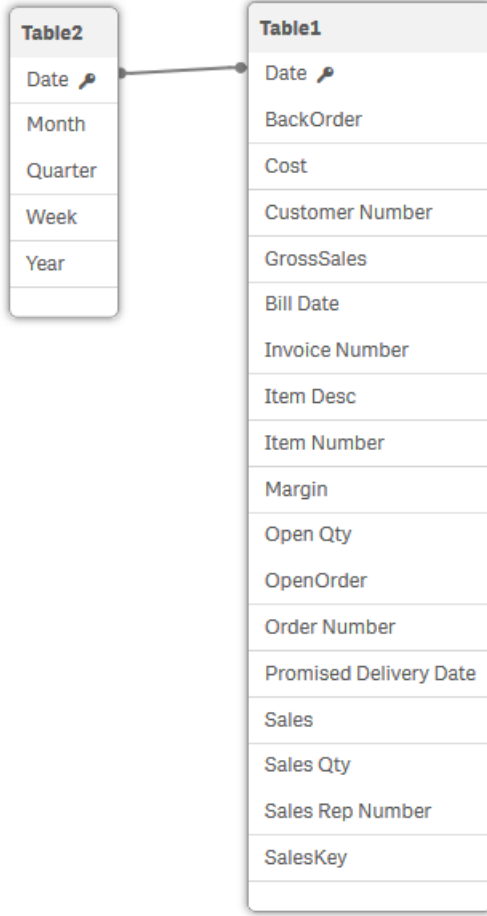 Table2
Date
Month
Quarter
Week
Year
Table1
Date
BackOrder
Cost
Customer Number
GrossSales
Bill Date
Invoice Number
Item Desc
Item Number
Margin
Open Qty
OpenOrder
Order Number
Promised Delivery Date
Sales
Sales Qty
Sales Rep Number
SalesKey